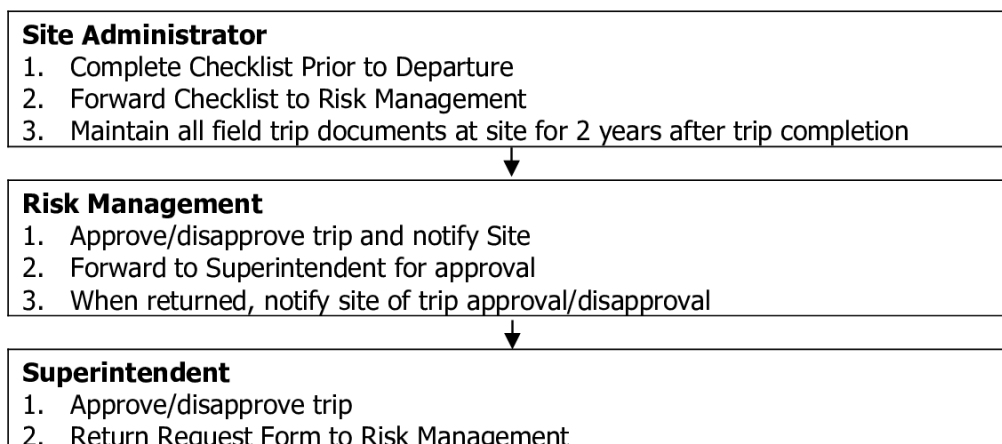 Site Administrator
1. Complete Checklist Prior to Departure
2. Forward Checklist to Risk Management
3. Maintain all field trip documents at site for 2 years after trip completion
Risk Management
1. Approve/disapprove trip and notify Site
2. Forward to Superintendent for approval
3. When returned, notify site of trip approval/disapproval
Superintendent
1. Approve/disapprove trip
2. Return Request Form to Risk Management